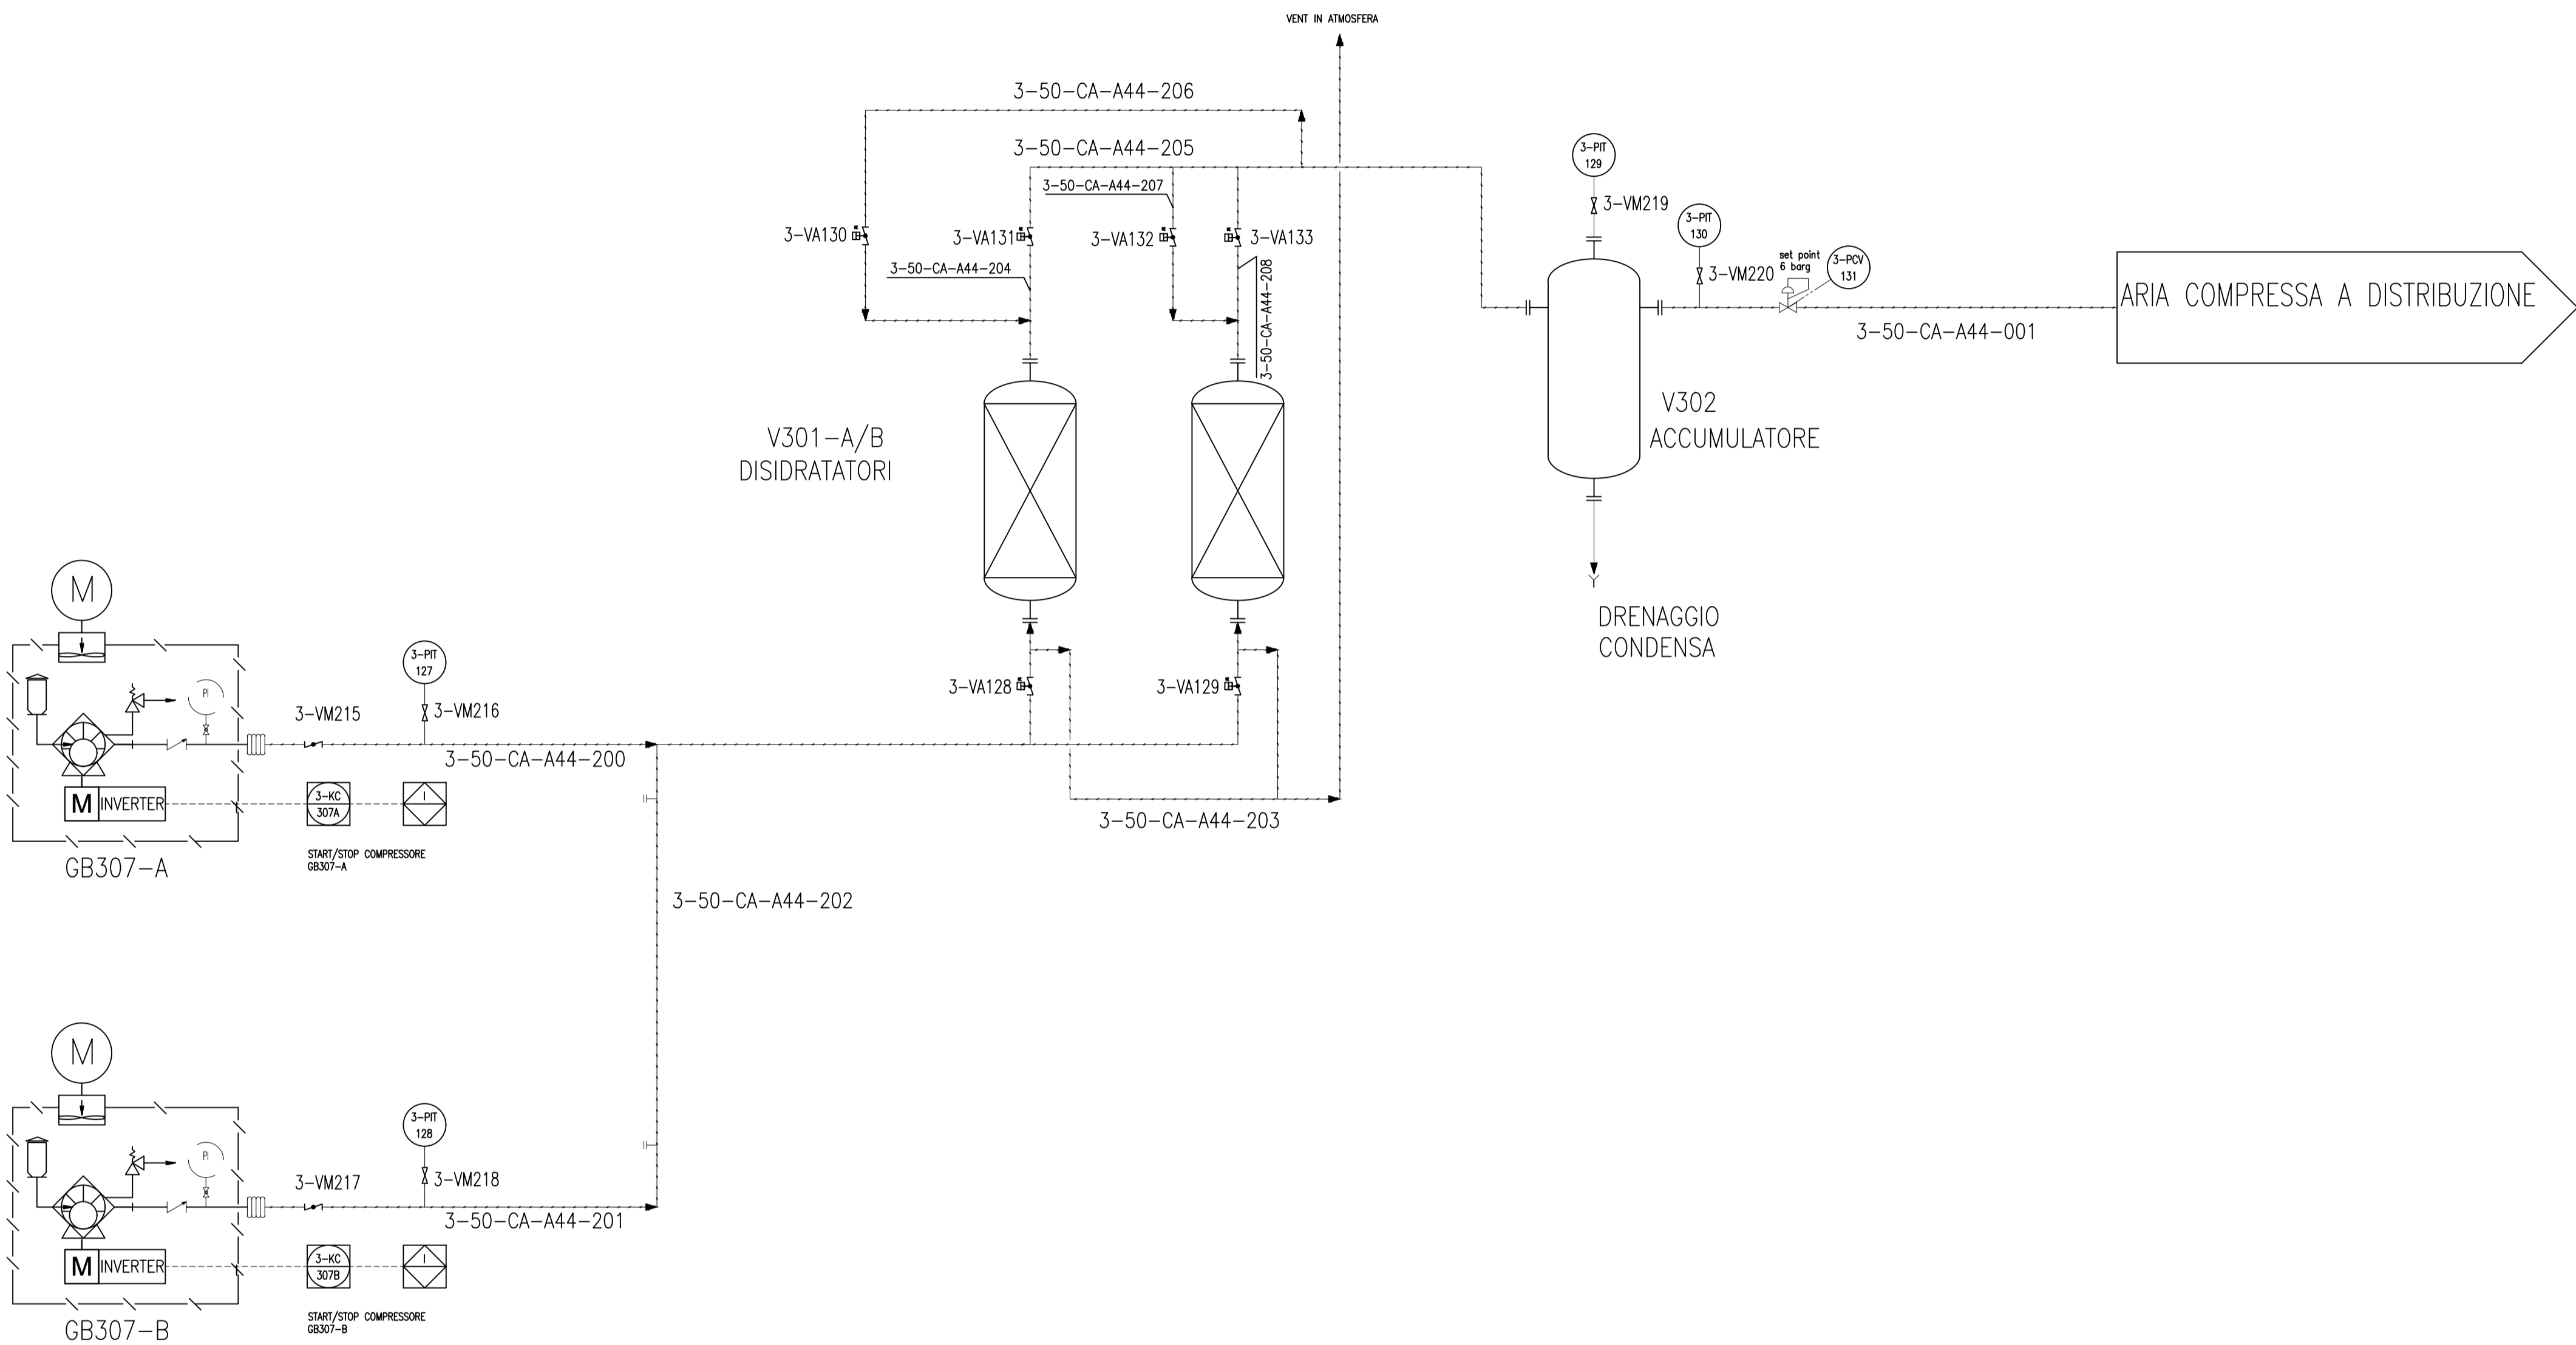 VENT IN ATMOSFERA
3-50-CA-A44-206
3-50-CA-A44-205
3-50-CA-A44-207
3-VA130
3-VA131
3-VA132
3-VA133
3-50-CA-A44-204
3-50-CA-A44-208
3-PIT
129
3-VM219
3-PIT
130
3-VM220
set point
6 barg
3-PCV
131
3-50-CA-A44-001
ARIA COMPRESSA A DISTRIBUZIONE
V301-A/B
DISIDRATATORI
V302
ACCUMULATORE
DRENAGGIO
CONDENSA
M
PI
3-VM215
3-PIT
127
3-VM216
3-50-CA-A44-200
3-VA128
3-VA129
M INVERTER
3-KC
307A
I
START/STOP COMPRESSORE
GB307-A
GB307-A
3-50-CA-A44-203
3-50-CA-A44-202
M
PI
3-VM217
3-PIT
128
3-VM218
3-50-CA-A44-201
M INVERTER
3-KC
307B
I
START/STOP COMPRESSORE
GB307-B
GB307-B